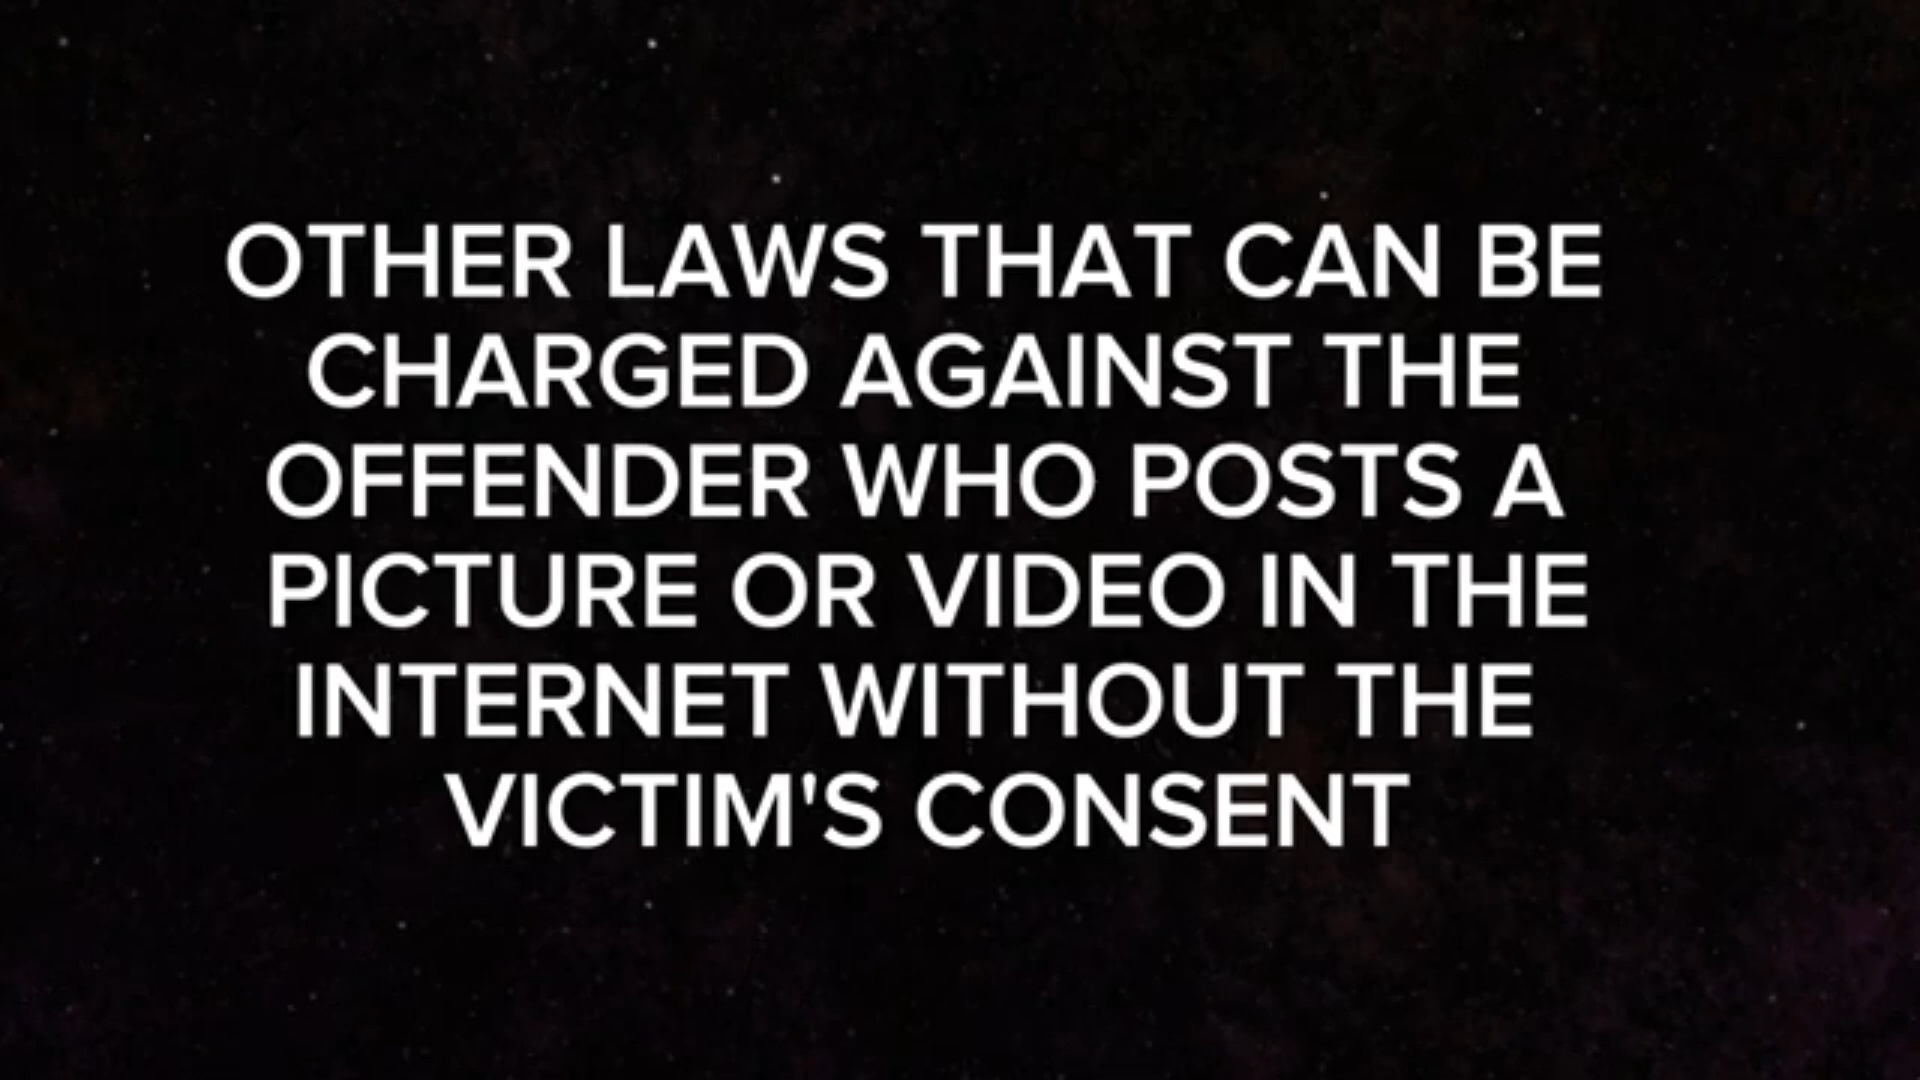 OTHER LAWS THAT CAN BE
CHARGED AGAINST THE
OFFENDER WHO POSTS A
PICTURE OR VIDEO IN THE
INTERNET WITHOUT THE
VICTIM'S CONSENT